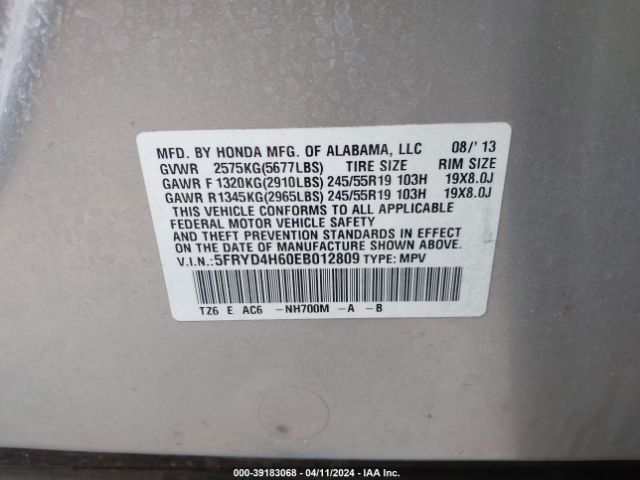 MFD. BY HONDA MFG. OF ALABAMA, LLC 08/'13
GVWR 2575KG(5677LBS) TIRE SIZE RIM SIZE
GAWR F 1320KG(2910LBS) 245/55R19 103H 19X8.0J
GAWR R1345KG(2965LBS) 245/55R19 103H 19X8.0J
THIS VEHICLE CONFORMS TO ALL APPLICABLE
FEDERAL MOTOR VEHICLE SAFETY
AND THEFT PREVENTION STANDARDS IN EFFECT
ON THE DATE OF MANUFACTURE SHOWN ABOVE.
V.I.N.:5FRYD4H60EB012809 TYPE: MPV
TZ6 E AC6 -NH700M -A -B
000-39183068 - 04/11/2024 - IAA Inc.